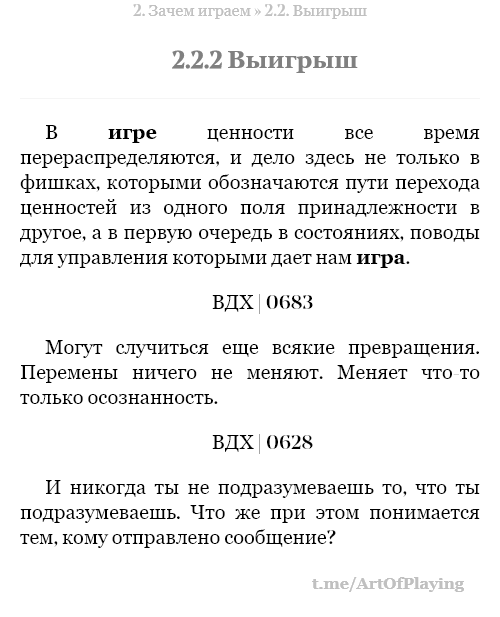 2. Зачем играем » 2.2. Выигрыш
2.2.2 Выигрыш
В игре ценности все время
перераспределяются, и дело здесь не только в
фишках, которыми обозначаются пути перехода
ценностей из одного поля принадлежности в
другое, а в первую очередь в состояниях, поводы
для управления которыми дает нам игра.
ВДХ | 0683
Могут случиться еще всякие превращения.
Перемены ничего не меняют. Меняет что-то
только осознанность.
ВДХ | 0628
И никогда ты не подразумеваешь то, что ты
подразумеваешь. Что же при этом понимается
тем, кому отправлено сообщение?
t.me/ArtOfPlaying